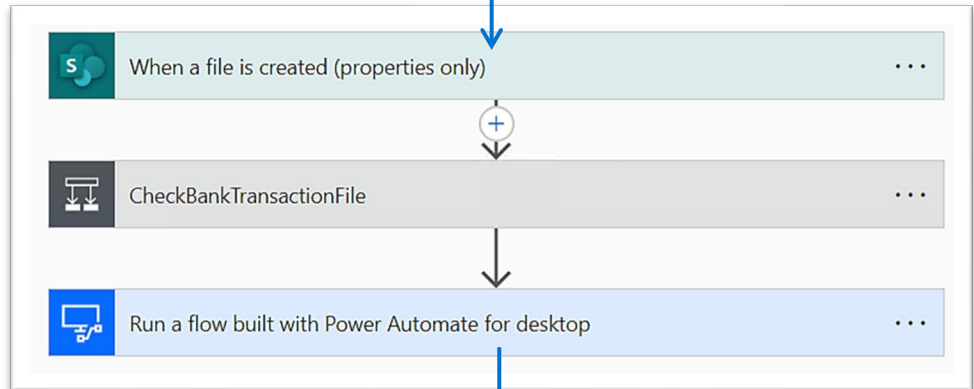 S
When a file is created (properties only)
CheckBankTransactionFile
Run a flow built with Power Automate for desktop